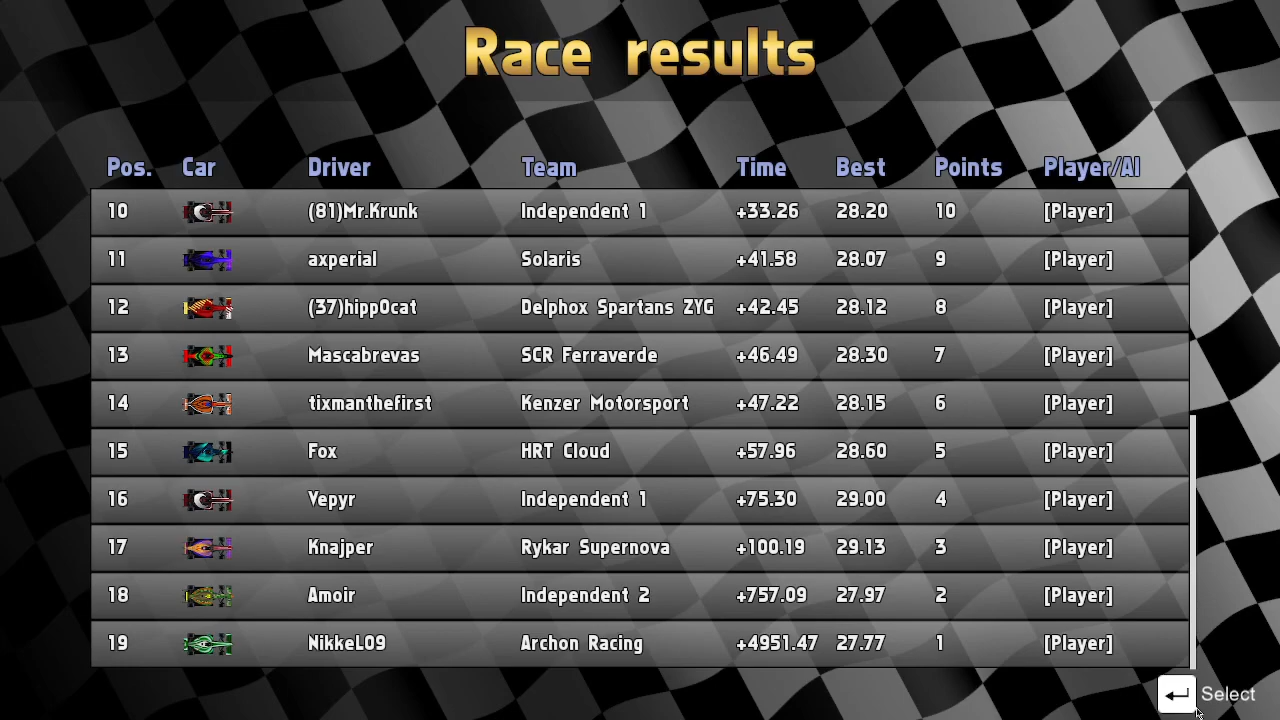 Race results
Pos. Car Driver Team Time Best Points Player/AI
10 (81)Mr.Krunk Independent 1 +33.26 28.20 10 [Player]
11 axperial Solaris +41.58 28.07 9 [Player]
12 (37)hipp0cat Delphox Spartans ZYG +42.45 28.12 8 [Player]
13 Mascabrevas SCR Ferraverde +46.49 28.30 7 [Player]
14 tixmanthefirst Kenzer Motorsport +47.22 28.15 6 [Player]
15 Fox HRT Cloud +57.96 28.60 5 [Player]
16 Vepyr Independent 1 +75.30 29.00 4 [Player]
17 Knajper Rykar Supernova +100.19 29.13 3 [Player]
18 Amoir Independent 2 +757.09 27.97 2 [Player]
19 NikkeL09 Archon Racing +4951.47 27.77 1 [Player]
Select